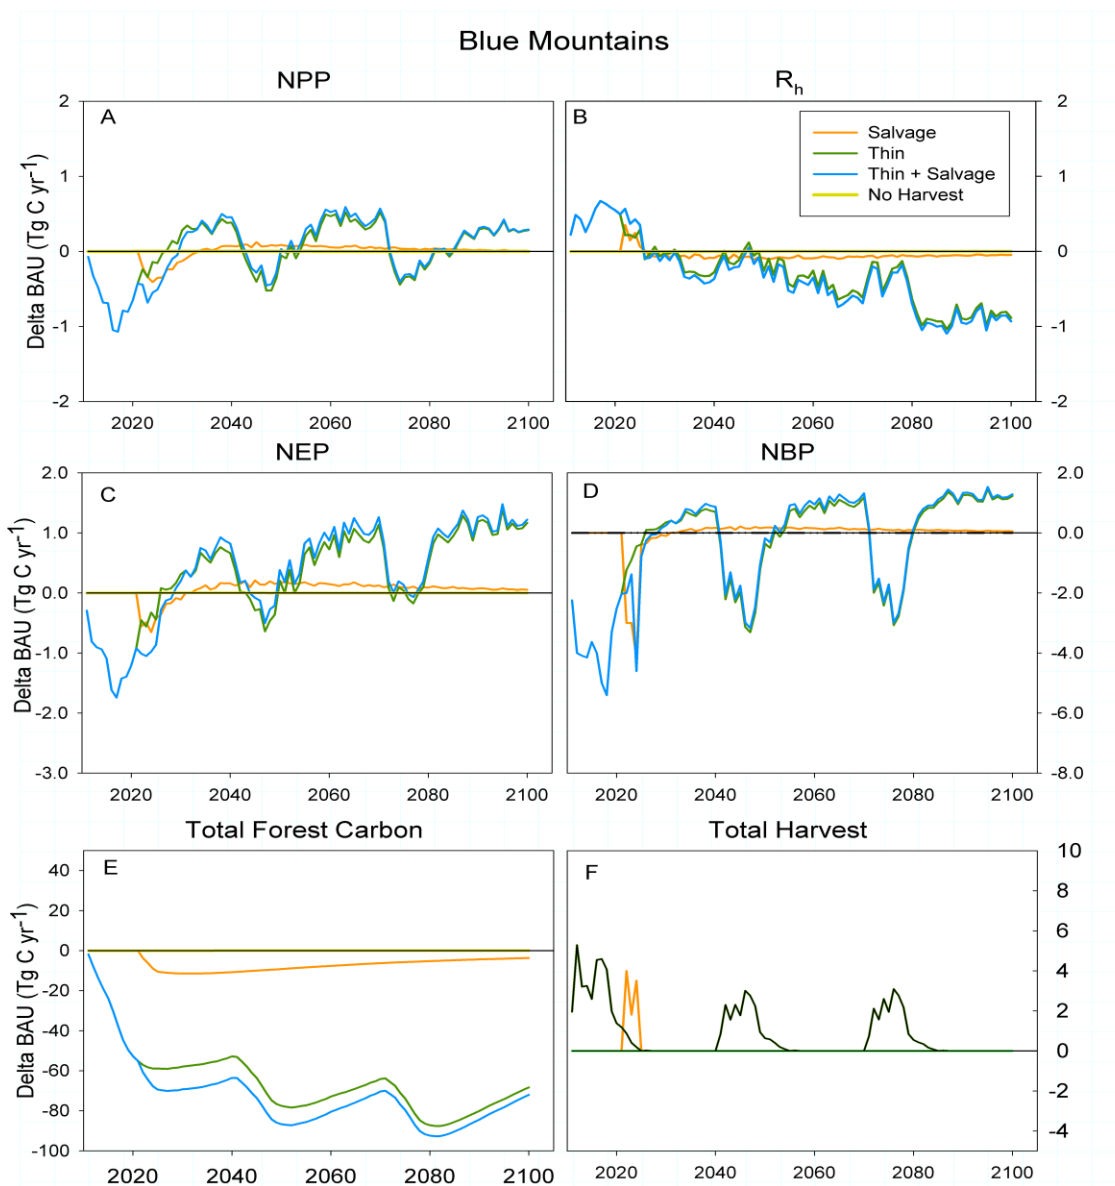 Blue Mountains
NPP
R_h
A
B
Salvage
Thin
Thin + Salvage
No Harvest
Delta BAU (Tg C yr⁻¹)
2
1
0
-1
-2
2
1
0
-1
-2
2020 2040 2060 2080 2100
2020 2040 2060 2080 2100
NEP
NBP
C
D
Delta BAU (Tg C yr⁻¹)
2.0
1.0
0.0
-1.0
-2.0
-3.0
2.0
0.0
-2.0
-4.0
-6.0
-8.0
2020 2040 2060 2080 2100
2020 2040 2060 2080 2100
Total Forest Carbon
Total Harvest
E
F
Delta BAU (Tg C yr⁻¹)
40
20
0
-20
-40
-60
-80
-100
10
8
6
4
2
0
-2
-4
2020 2040 2060 2080 2100
2020 2040 2060 2080 2100